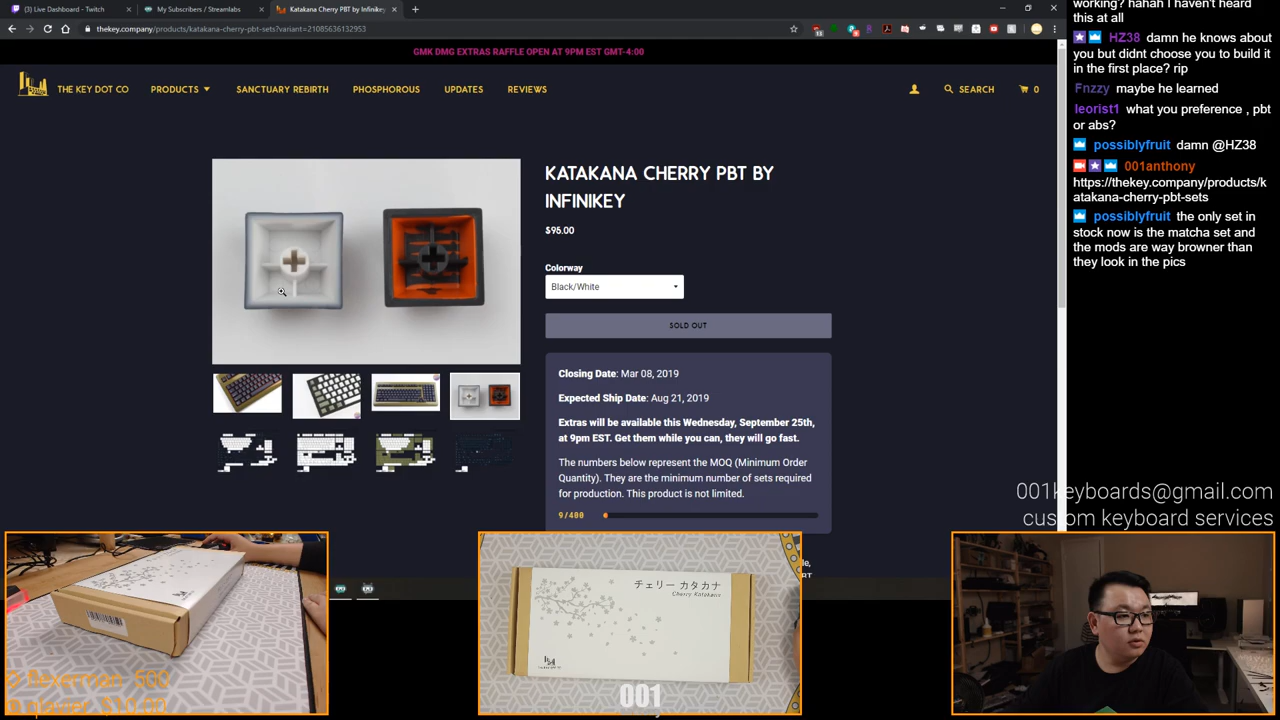 (3) Live Dashboard - Twitch
My Subscribers / Streamlabs
Katakana Cherry PBT by Infinikey
thekey.company/products/katakana-cherry-pbt-sets?variant=21085636132953
GMK DMG EXTRAS RAFFLE OPEN AT 9PM EST GMT-4:00
THE KEY DOT CO
PRODUCTS
SANCTUARY REBIRTH
PHOSPHOROUS
UPDATES
REVIEWS
SEARCH
0
KATAKANA CHERRY PBT BY
INFINIKEY
$95.00
Colorway
Black/White
SOLD OUT
Closing Date: Mar 08, 2019
Expected Ship Date: Aug 21, 2019
Extras will be available this Wednesday, September 25th,
at 9pm EST. Get them while you can, they will go fast.
The numbers below represent the MOQ (Minimum Order
Quantity). They are the minimum number of sets required
for production. This product is not limited.
9/400
working? hahah I haven't heard
this at all
HZ38 damn he knows about
you but didnt choose you to build it
in the first place? rip
Fnzzy maybe he learned
leorist1 what you preference , pbt
or abs?
possiblyfruit damn @HZ38
001anthony
https://thekey.company/products/k
atakana-cherry-pbt-sets
possiblyfruit the only set in
stock now is the matcha set and
the mods are way browner than
they look in the pics
001keyboards@gmail.com
custom keyboard services
チェリー カタカナ
Cherry Katakana
flexerman 500
$10.00
001